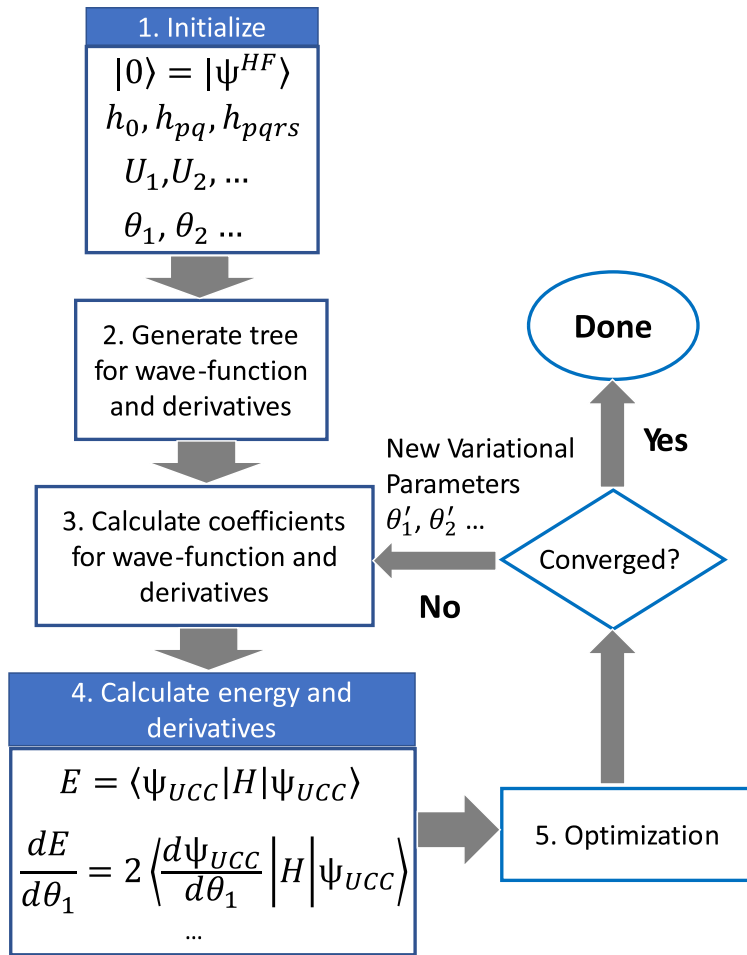 1. Initialize
|0⟩ = |ψ^{HF}⟩
h_0, h_{pq}, h_{pqrs}
U_1,U_2, …
θ_1, θ_2 …
2. Generate tree
for wave-function
and derivatives
3. Calculate coefficients
for wave-function and
derivatives
4. Calculate energy and
derivatives
E = ⟨ψ_{UCC}|H|ψ_{UCC}⟩
\frac{dE}{dθ_1} = 2 ⟨\frac{dψ_{UCC}}{dθ_1}|H|ψ_{UCC}⟩
…
5. Optimization
Converged?
No
New Variational
Parameters
θ′_1, θ′_2 …
Yes
Done